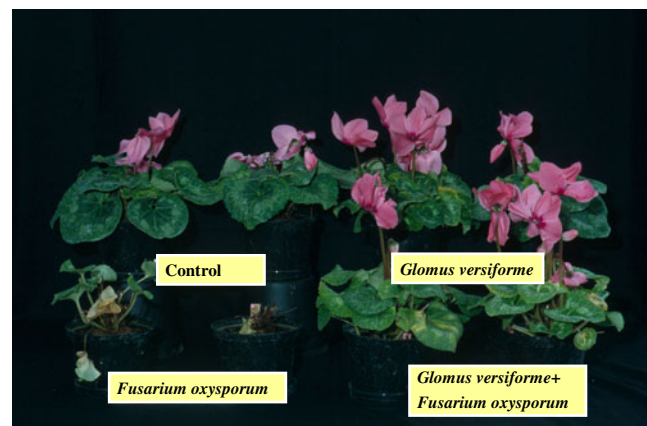 Control
Glomus versiforme
Fusarium oxysporum
Glomus versiforme+
Fusarium oxysporum